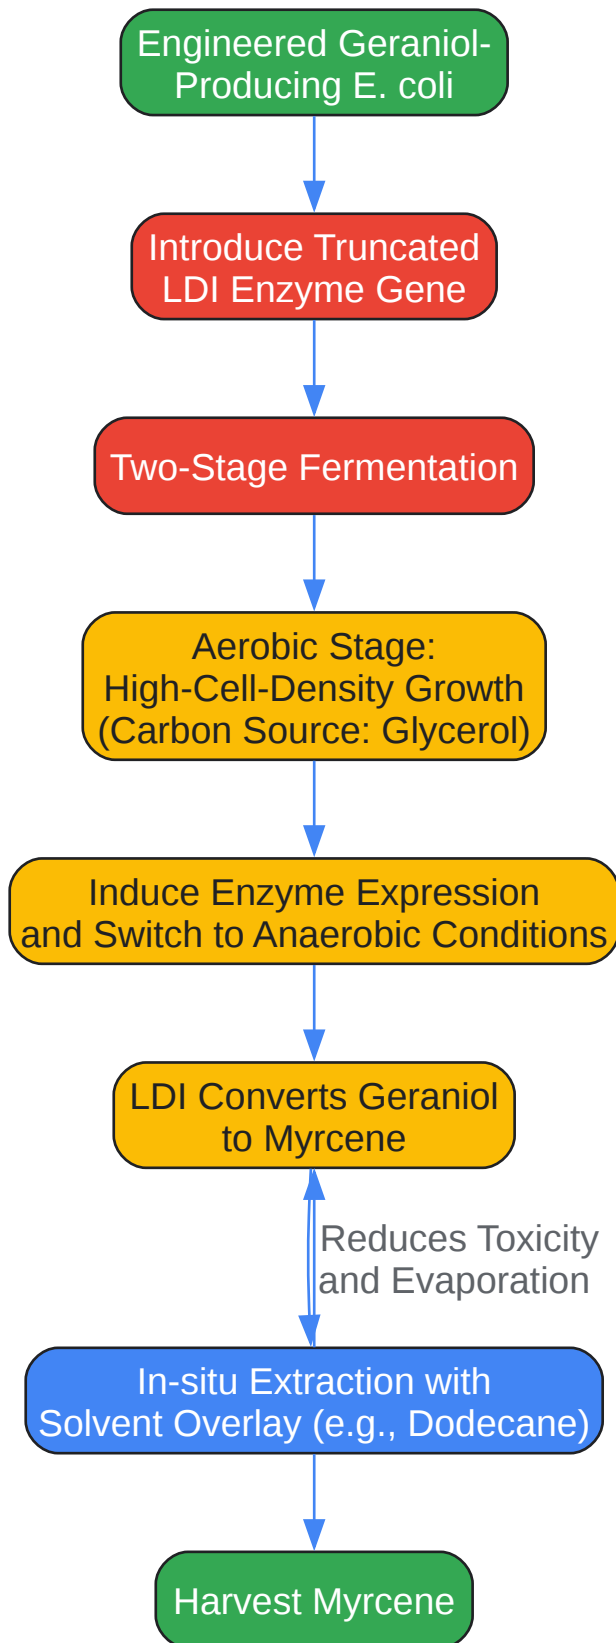 Engineered Geraniol-
Producing E. coli
Introduce Truncated
LDI Enzyme Gene
Two-Stage Fermentation
Aerobic Stage:
High-Cell-Density Growth
(Carbon Source: Glycerol)
Induce Enzyme Expression
and Switch to Anaerobic Conditions
LDI Converts Geraniol
to Myrcene
Reduces Toxicity
and Evaporation
In-situ Extraction with
Solvent Overlay (e.g., Dodecane)
Harvest Myrcene